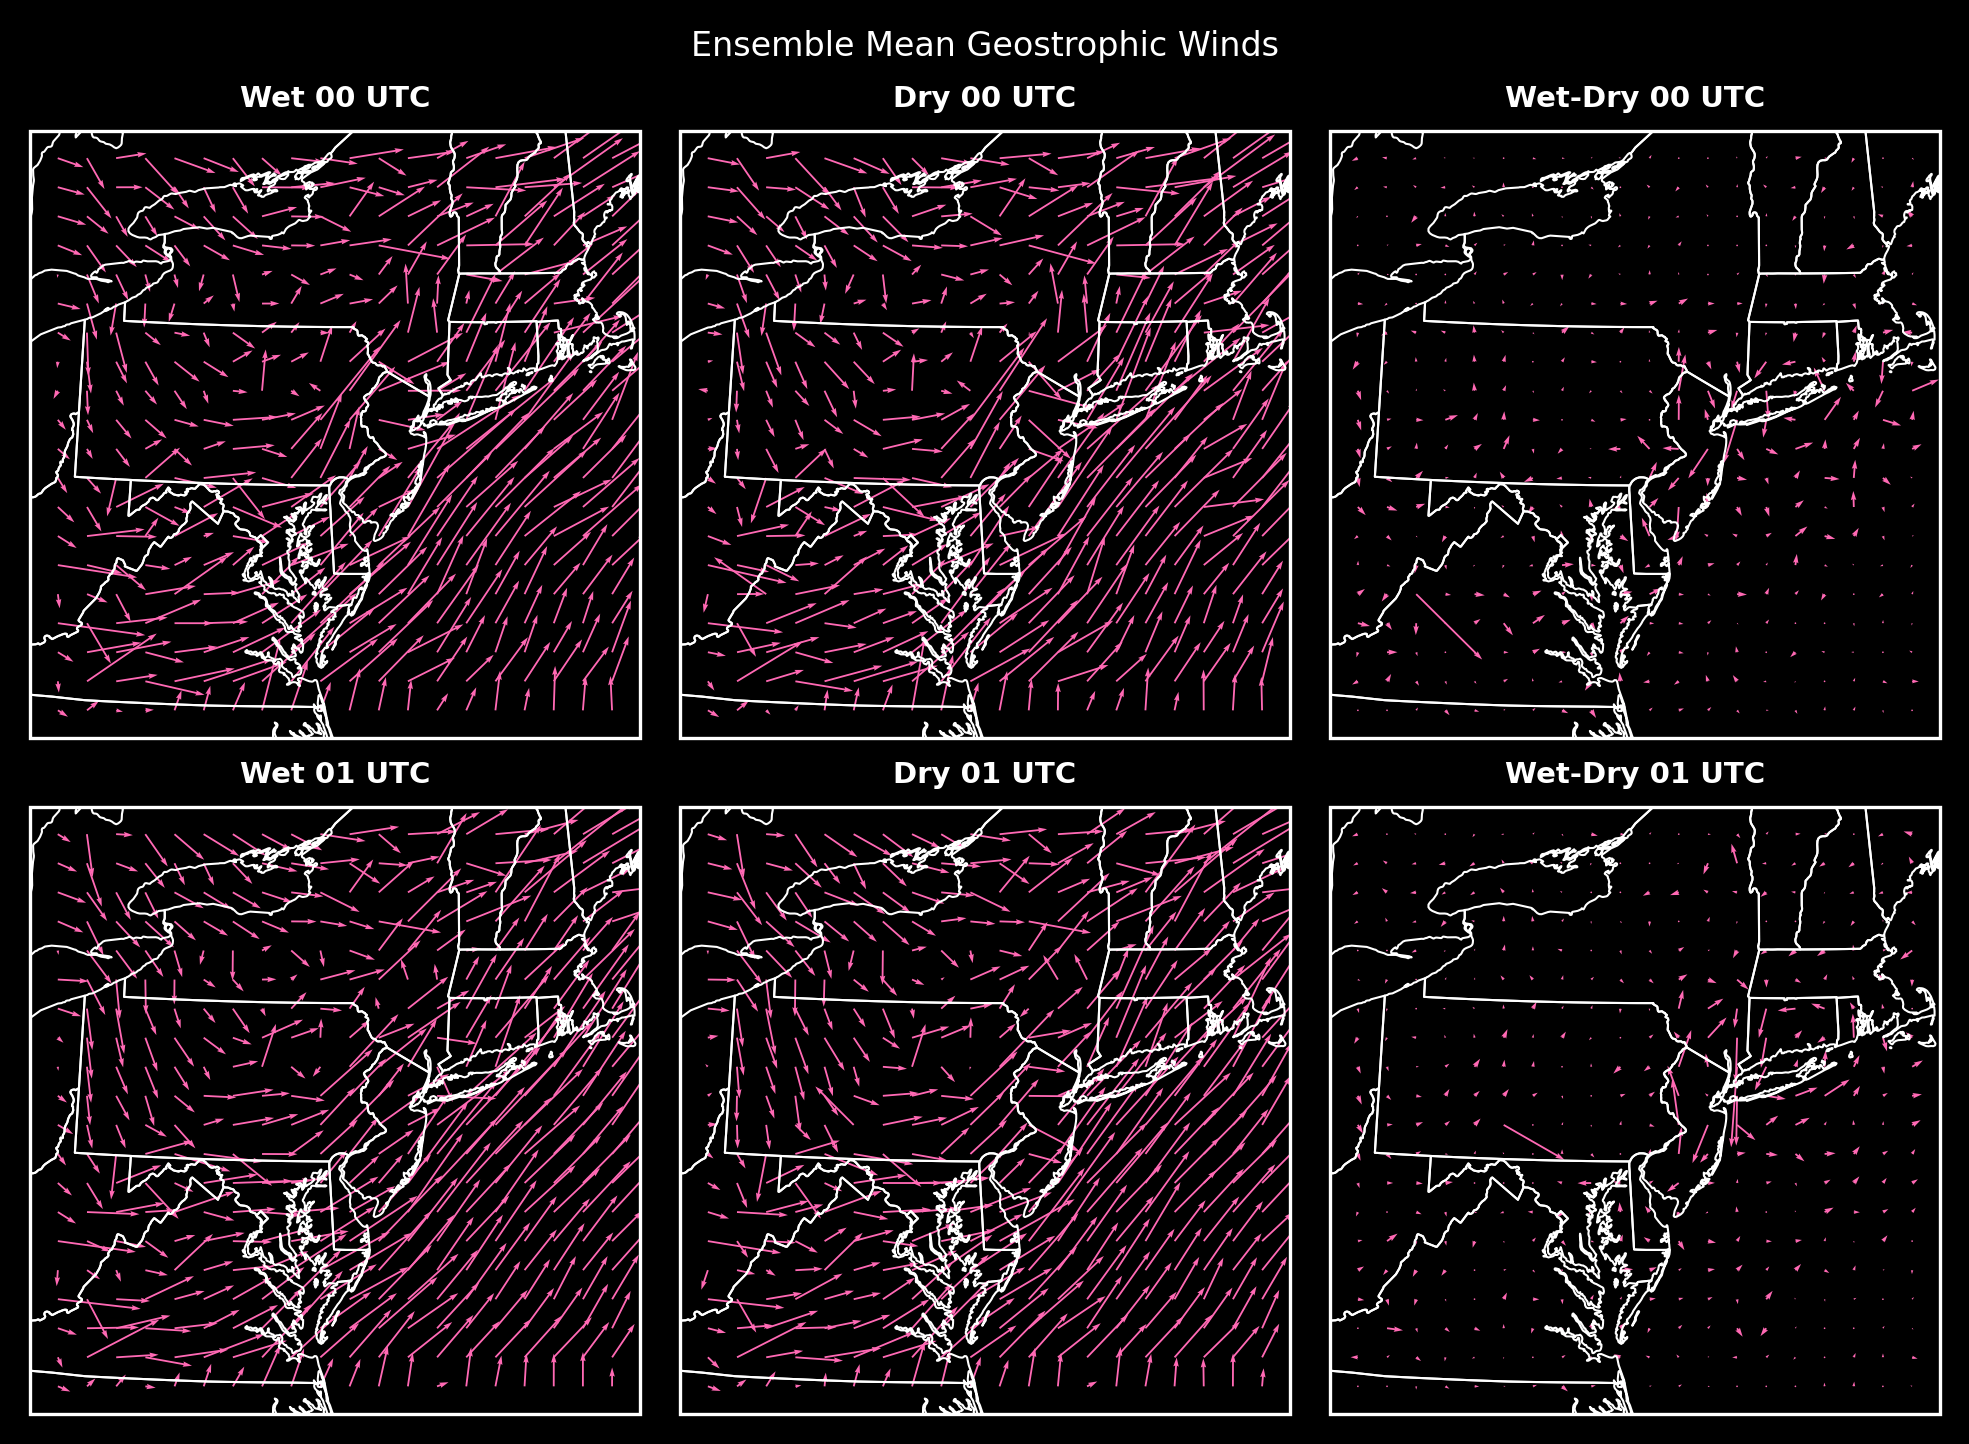 Ensemble Mean Geostrophic Winds
Wet 00 UTC
Dry 00 UTC
Wet-Dry 00 UTC
Wet 01 UTC
Dry 01 UTC
Wet-Dry 01 UTC